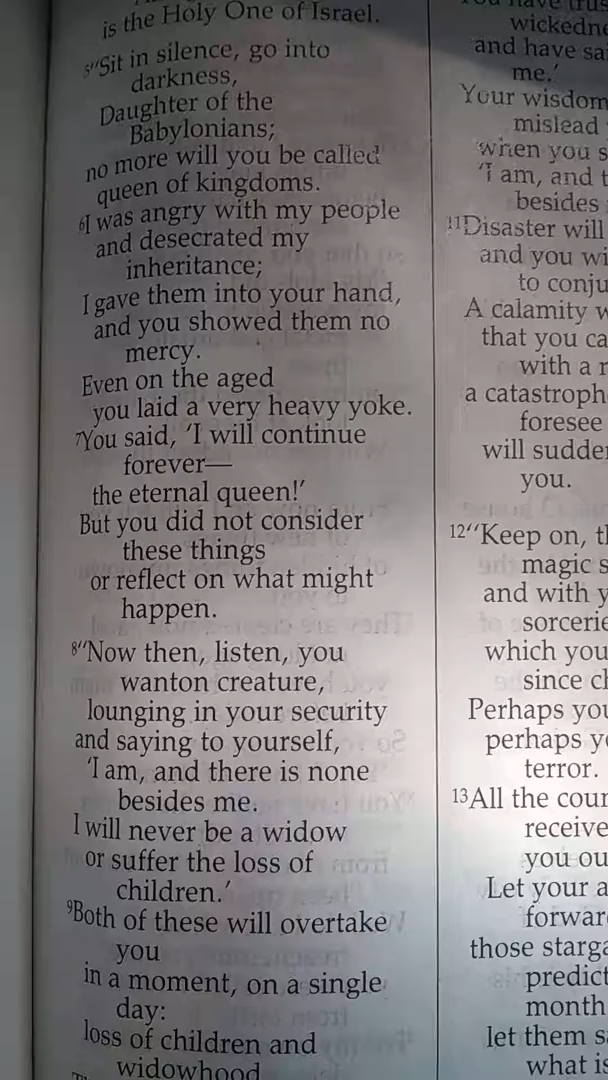 is the Holy One of Israel.
5"Sit in silence, go into
darkness,
Daughter of the
Babylonians;
no more will you be called
queen of kingdoms.
6I was angry with my people
and desecrated my
inheritance;
I gave them into your hand,
and you showed them no
mercy.
Even on the aged
you laid a very heavy yoke.
7You said, 'I will continue
forever—
the eternal queen!'
But you did not consider
these things
or reflect on what might
happen.
8"Now then, listen, you
wanton creature,
lounging in your security
and saying to yourself,
'I am, and there is none
besides me.
I will never be a widow
or suffer the loss of
children.'
9Both of these will overtake
you
in a moment, on a single
day:
loss of children and
widowhood
wickedne
and have sa
me.'
Your wisdom
mislead
when you s
'I am, and t
besides
11Disaster will
and you wi
to conju
A calamity w
that you ca
with a r
a catastroph
foresee
will sudde
you.
12"Keep on, th
magic s
and with y
sorcerie
which you
since ch
Perhaps you
perhaps ye
terror.
13All the coun
receive
you ou
Let your a
forwar
those starga
predict
month
let them sa
what is